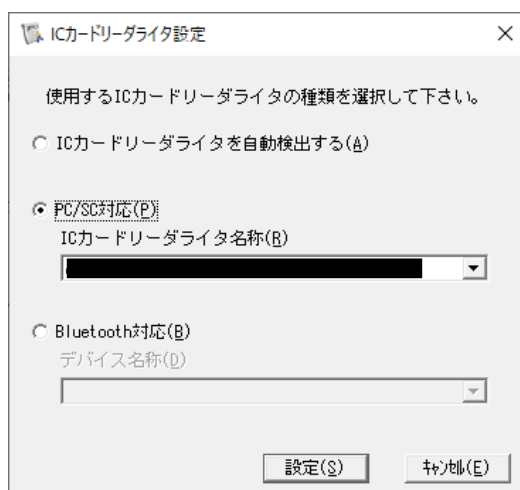 ICカードリーダライタ設定
使用するICカードリーダライタの種類を選択して下さい。
ICカードリーダライタを自動検出する(A)
PC/SC対応(P)
ICカードリーダライタ名称(R)
Bluetooth対応(B)
デバイス名称(D)
設定(S)
ｷｬﾝｾﾙ(E)